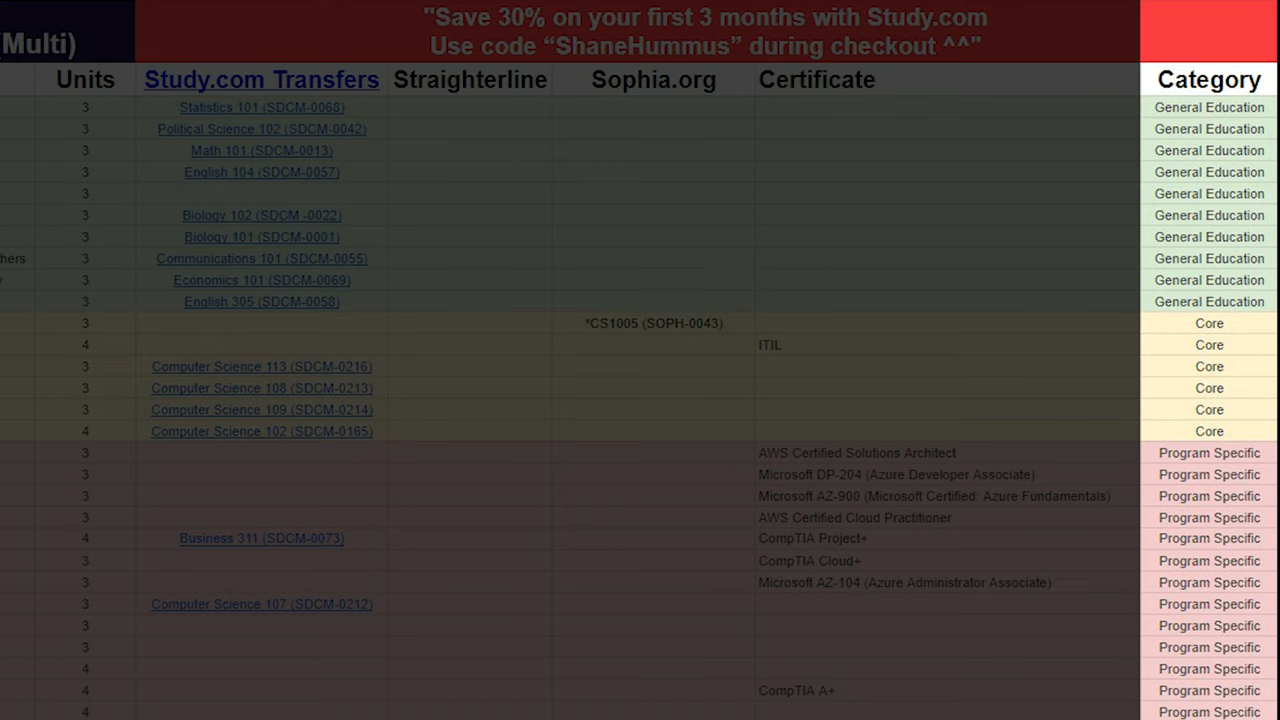 "Save 30% on your first 3 months with Study.com
(Multi) Use code “ShaneHummus” during checkout ^^"
Units Study.com Transfers Straighterline Sophia.org Certificate Category
3 Statistics 101 (SDCM-0068) General Education
3 Political Science 102 (SDCM-0042) General Education
3 Math 101 (SDCM-0013) General Education
3 English 104 (SDCM-0057) General Education
3 General Education
3 Biology 102 (SDCM -0022) General Education
3 Biology 101 (SDCM-0001) General Education
hers 3 Communications 101 (SDCM-0055) General Education
y 3 Economics 101 (SDCM-0069) General Education
3 English 305 (SDCM-0058) General Education
3 *CS1005 (SOPH-0043) Core
4 ITIL Core
3 Computer Science 113 (SDCM-0216) Core
3 Computer Science 108 (SDCM-0213) Core
3 Computer Science 109 (SDCM-0214) Core
4 Computer Science 102 (SDCM-0165) Core
3 AWS Certified Solutions Architect Program Specific
3 Microsoft DP-204 (Azure Developer Associate) Program Specific
3 Microsoft AZ-900 (Microsoft Certified: Azure Fundamentals) Program Specific
3 AWS Certified Cloud Practitioner Program Specific
4 Business 311 (SDCM-0073) CompTIA Project+ Program Specific
3 CompTIA Cloud+ Program Specific
3 Microsoft AZ-104 (Azure Administrator Associate) Program Specific
3 Computer Science 107 (SDCM-0212) Program Specific
3 Program Specific
3 Program Specific
4 Program Specific
4 CompTIA A+ Program Specific
4 Program Specific